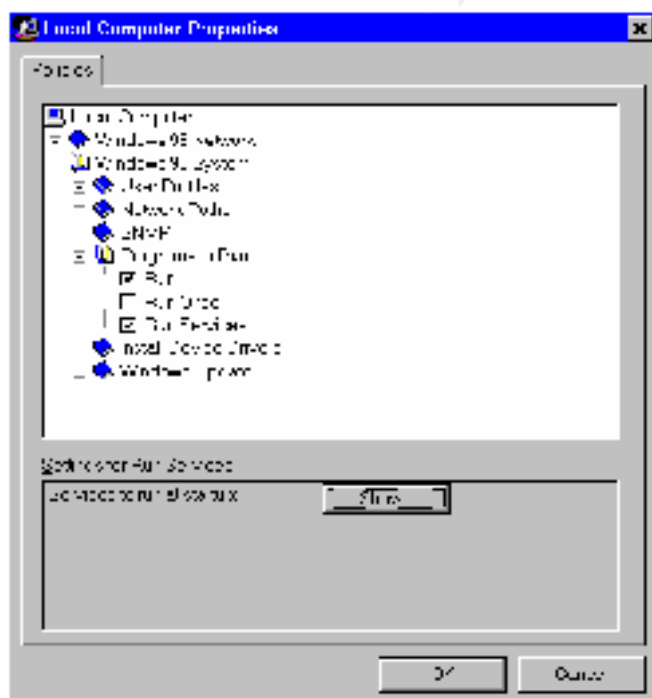 Local Computer Properties
Policies
Local Computer
Windows 98 Network
Windows 98 System
User Profiles
Network Paths
SNMP
Programs to Run
Run
Run Once
Run Services
Install Device Drivers
Windows Update
Settings for Run Services
Services to run at startup:
Show...
OK
Cancel